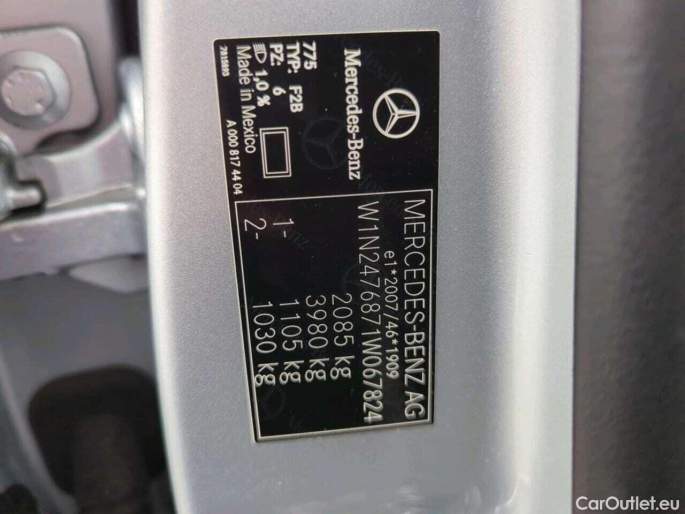 Mercedes-Benz
775
TYP: F2B
PZ: 6
1,0 %
Made in Mexico
7915693
A 000 817 44 04
MERCEDES-BENZ AG
e1*2007/46*1909
W1N2476871W067824
2085 kg
3980 kg
1- 1105 kg
2- 1030 kg
CarOutlet.eu